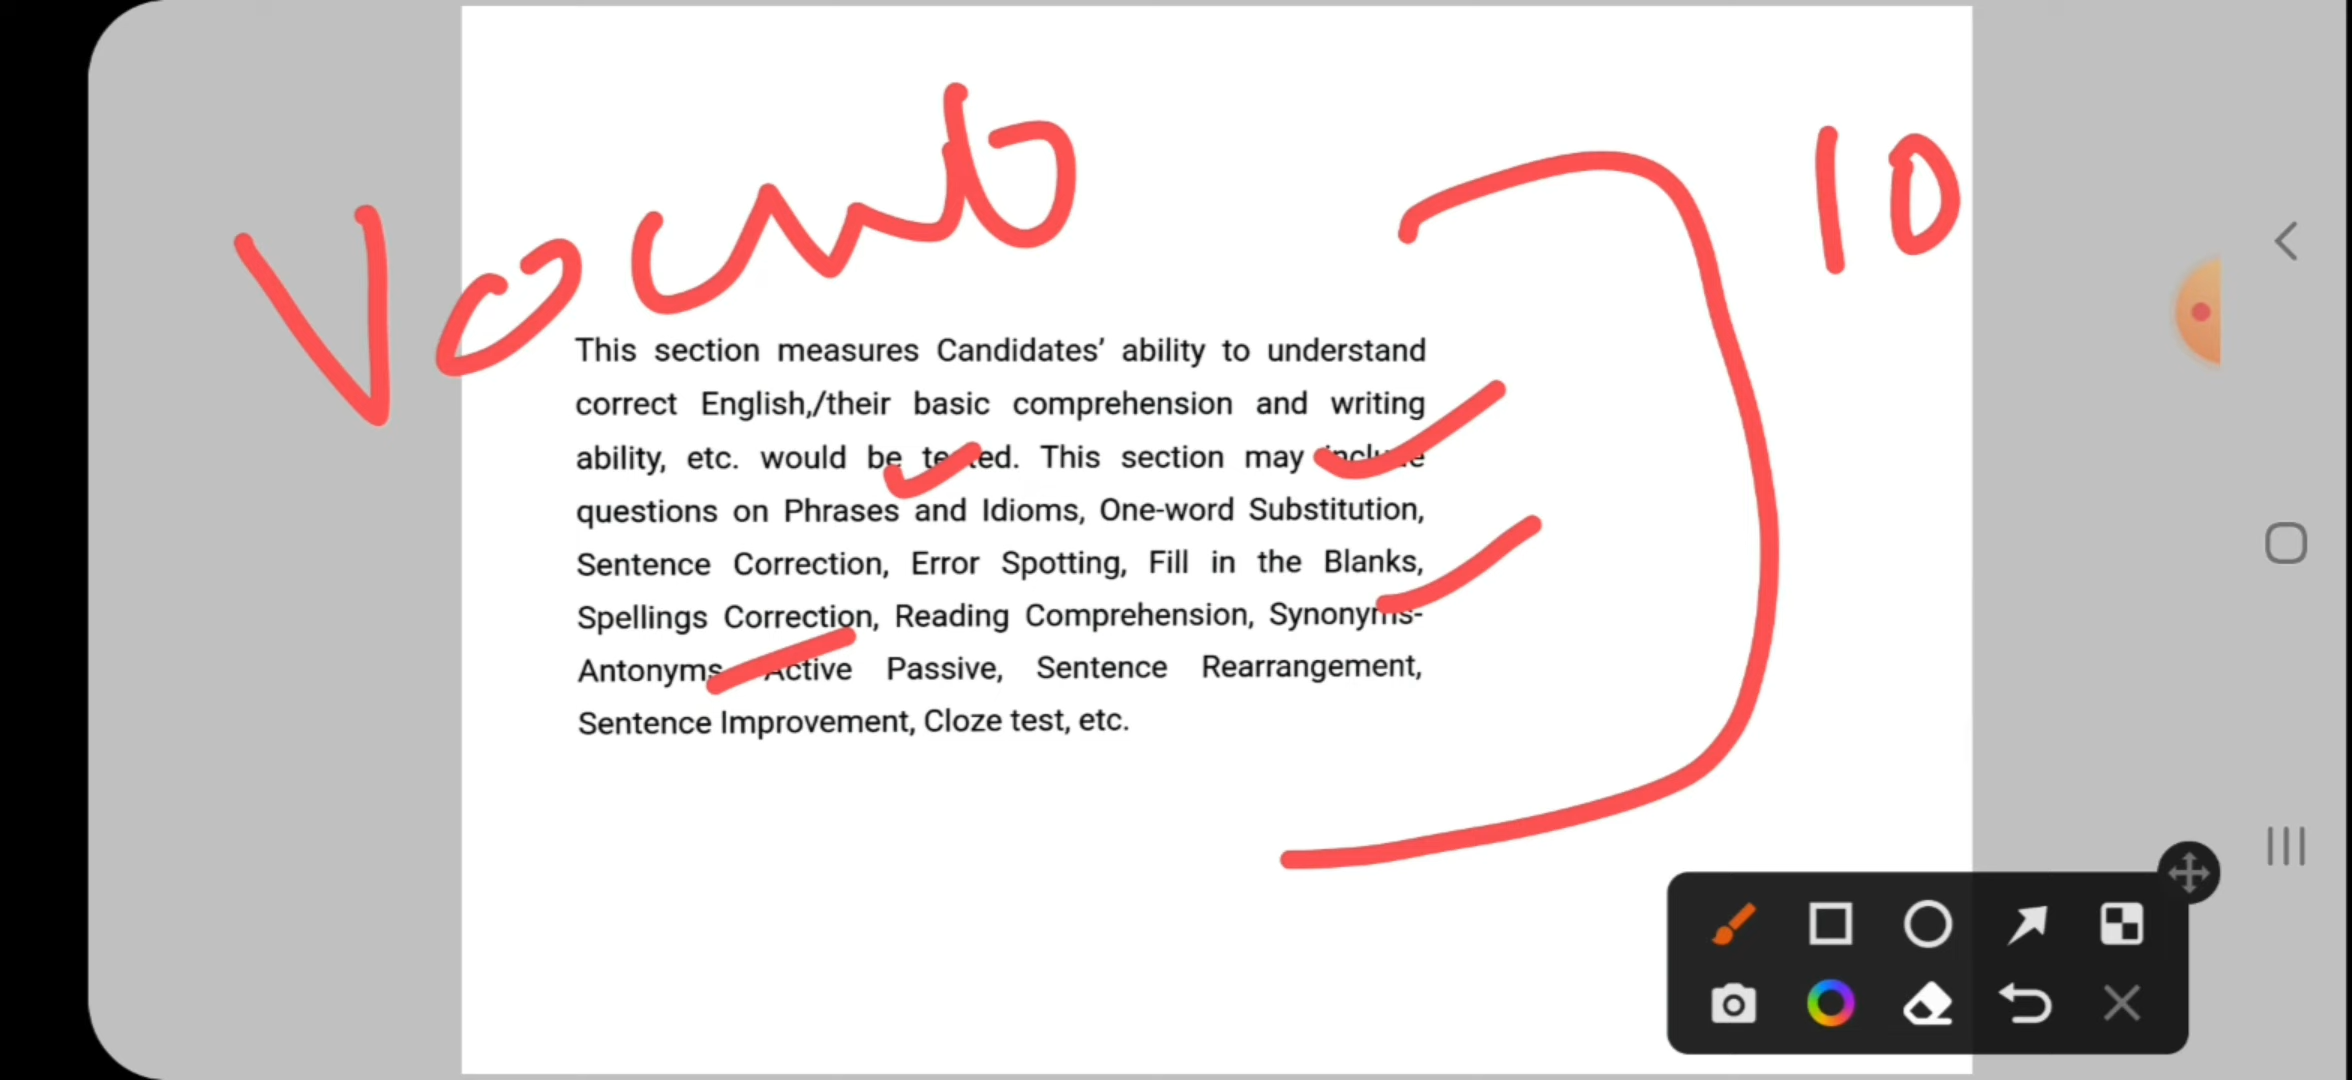 Vocab
10
This section measures Candidates’ ability to understand
correct English,/their basic comprehension and writing
ability, etc. would be tested. This section may include
questions on Phrases and Idioms, One-word Substitution,
Sentence Correction, Error Spotting, Fill in the Blanks,
Spellings Correction, Reading Comprehension, Synonyms-
Antonyms, Active Passive, Sentence Rearrangement,
Sentence Improvement, Cloze test, etc.